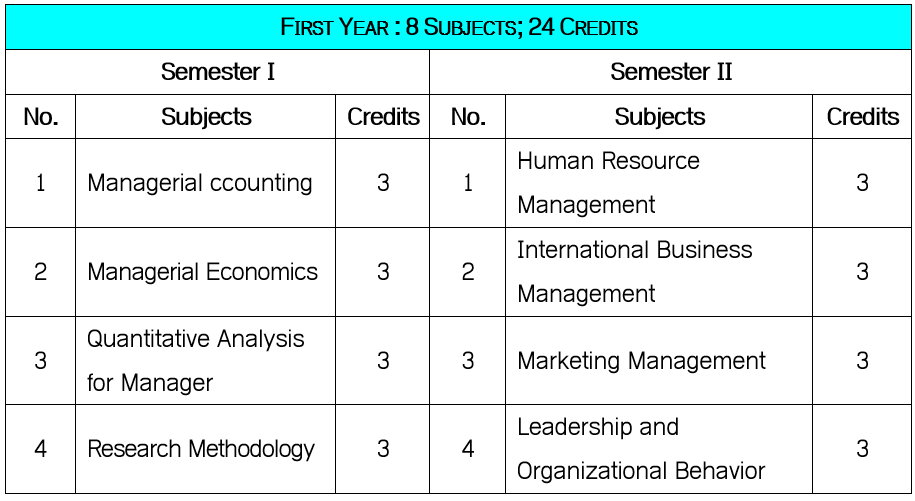 FIRST YEAR : 8 SUBJECTS; 24 CREDITS
Semester I Semester II
No. Subjects Credits No. Subjects Credits
1 Managerial ccounting 3 1 Human Resource
Management 3
2 Managerial Economics 3 2 International Business
Management 3
3 Quantitative Analysis
for Manager 3 3 Marketing Management 3
4 Research Methodology 3 4 Leadership and
Organizational Behavior 3